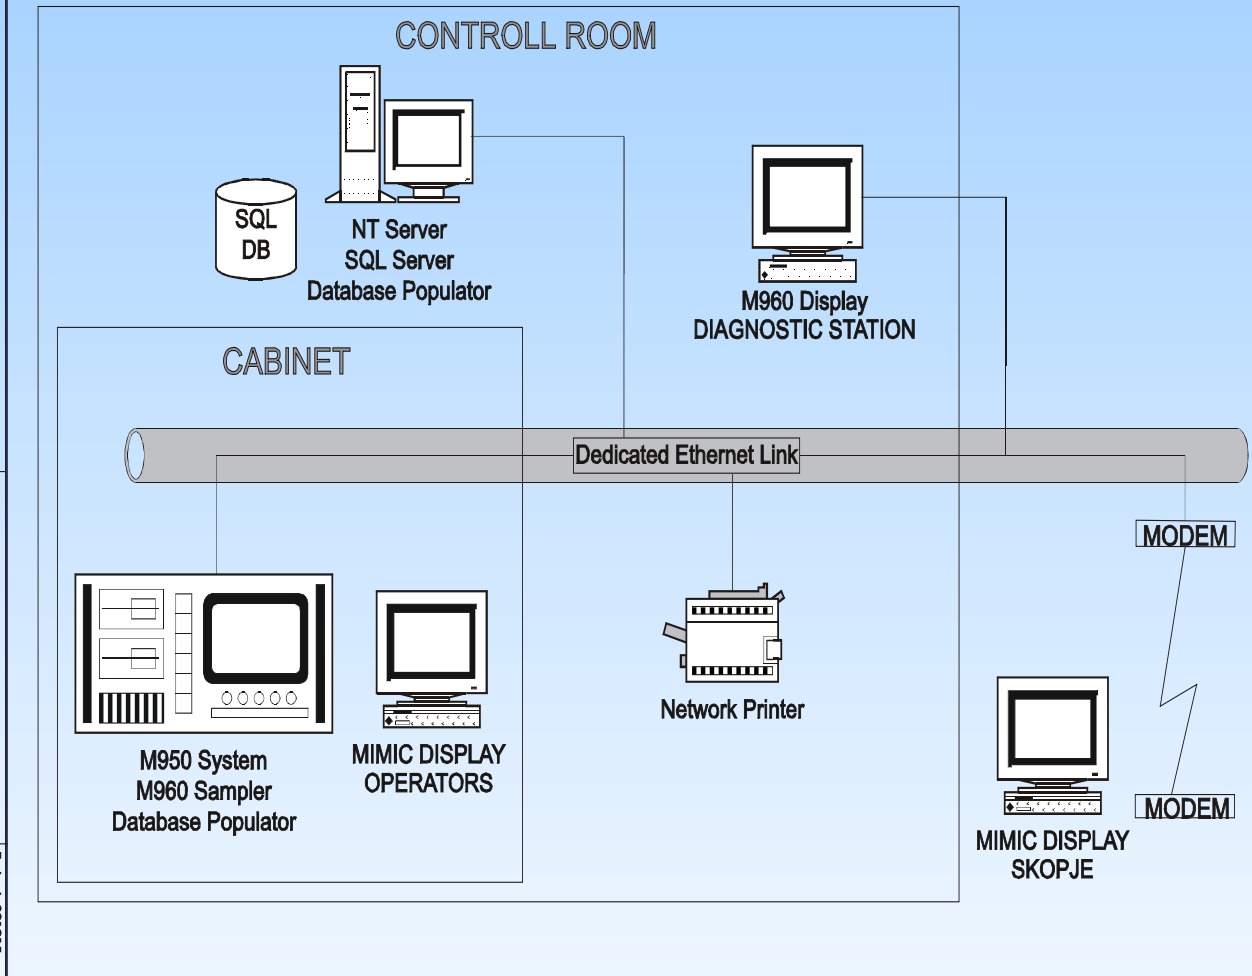 CONTROLL ROOM
SQL
DB
NT Server
SQL Server
Database Populator
M960 Display
DIAGNOSTIC STATION
CABINET
Dedicated Ethernet Link
MODEM
M950 System
M960 Sampler
Database Populator
MIMIC DISPLAY
OPERATORS
Network Printer
MODEM
MIMIC DISPLAY
SKOPJE